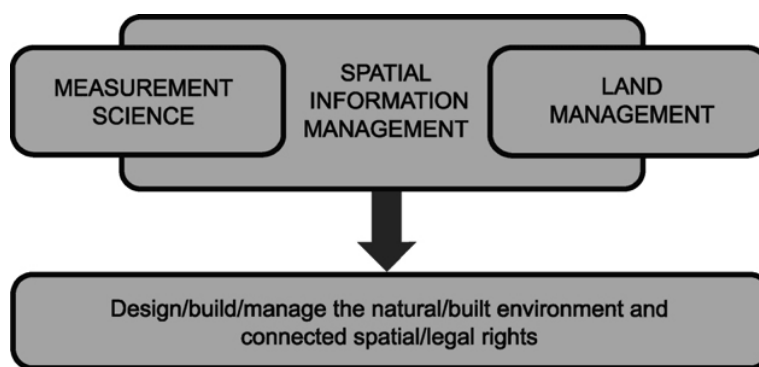 MEASUREMENT
SCIENCE
SPATIAL
INFORMATION
MANAGEMENT
LAND
MANAGEMENT
Design/build/manage the natural/built environment and
connected spatial/legal rights